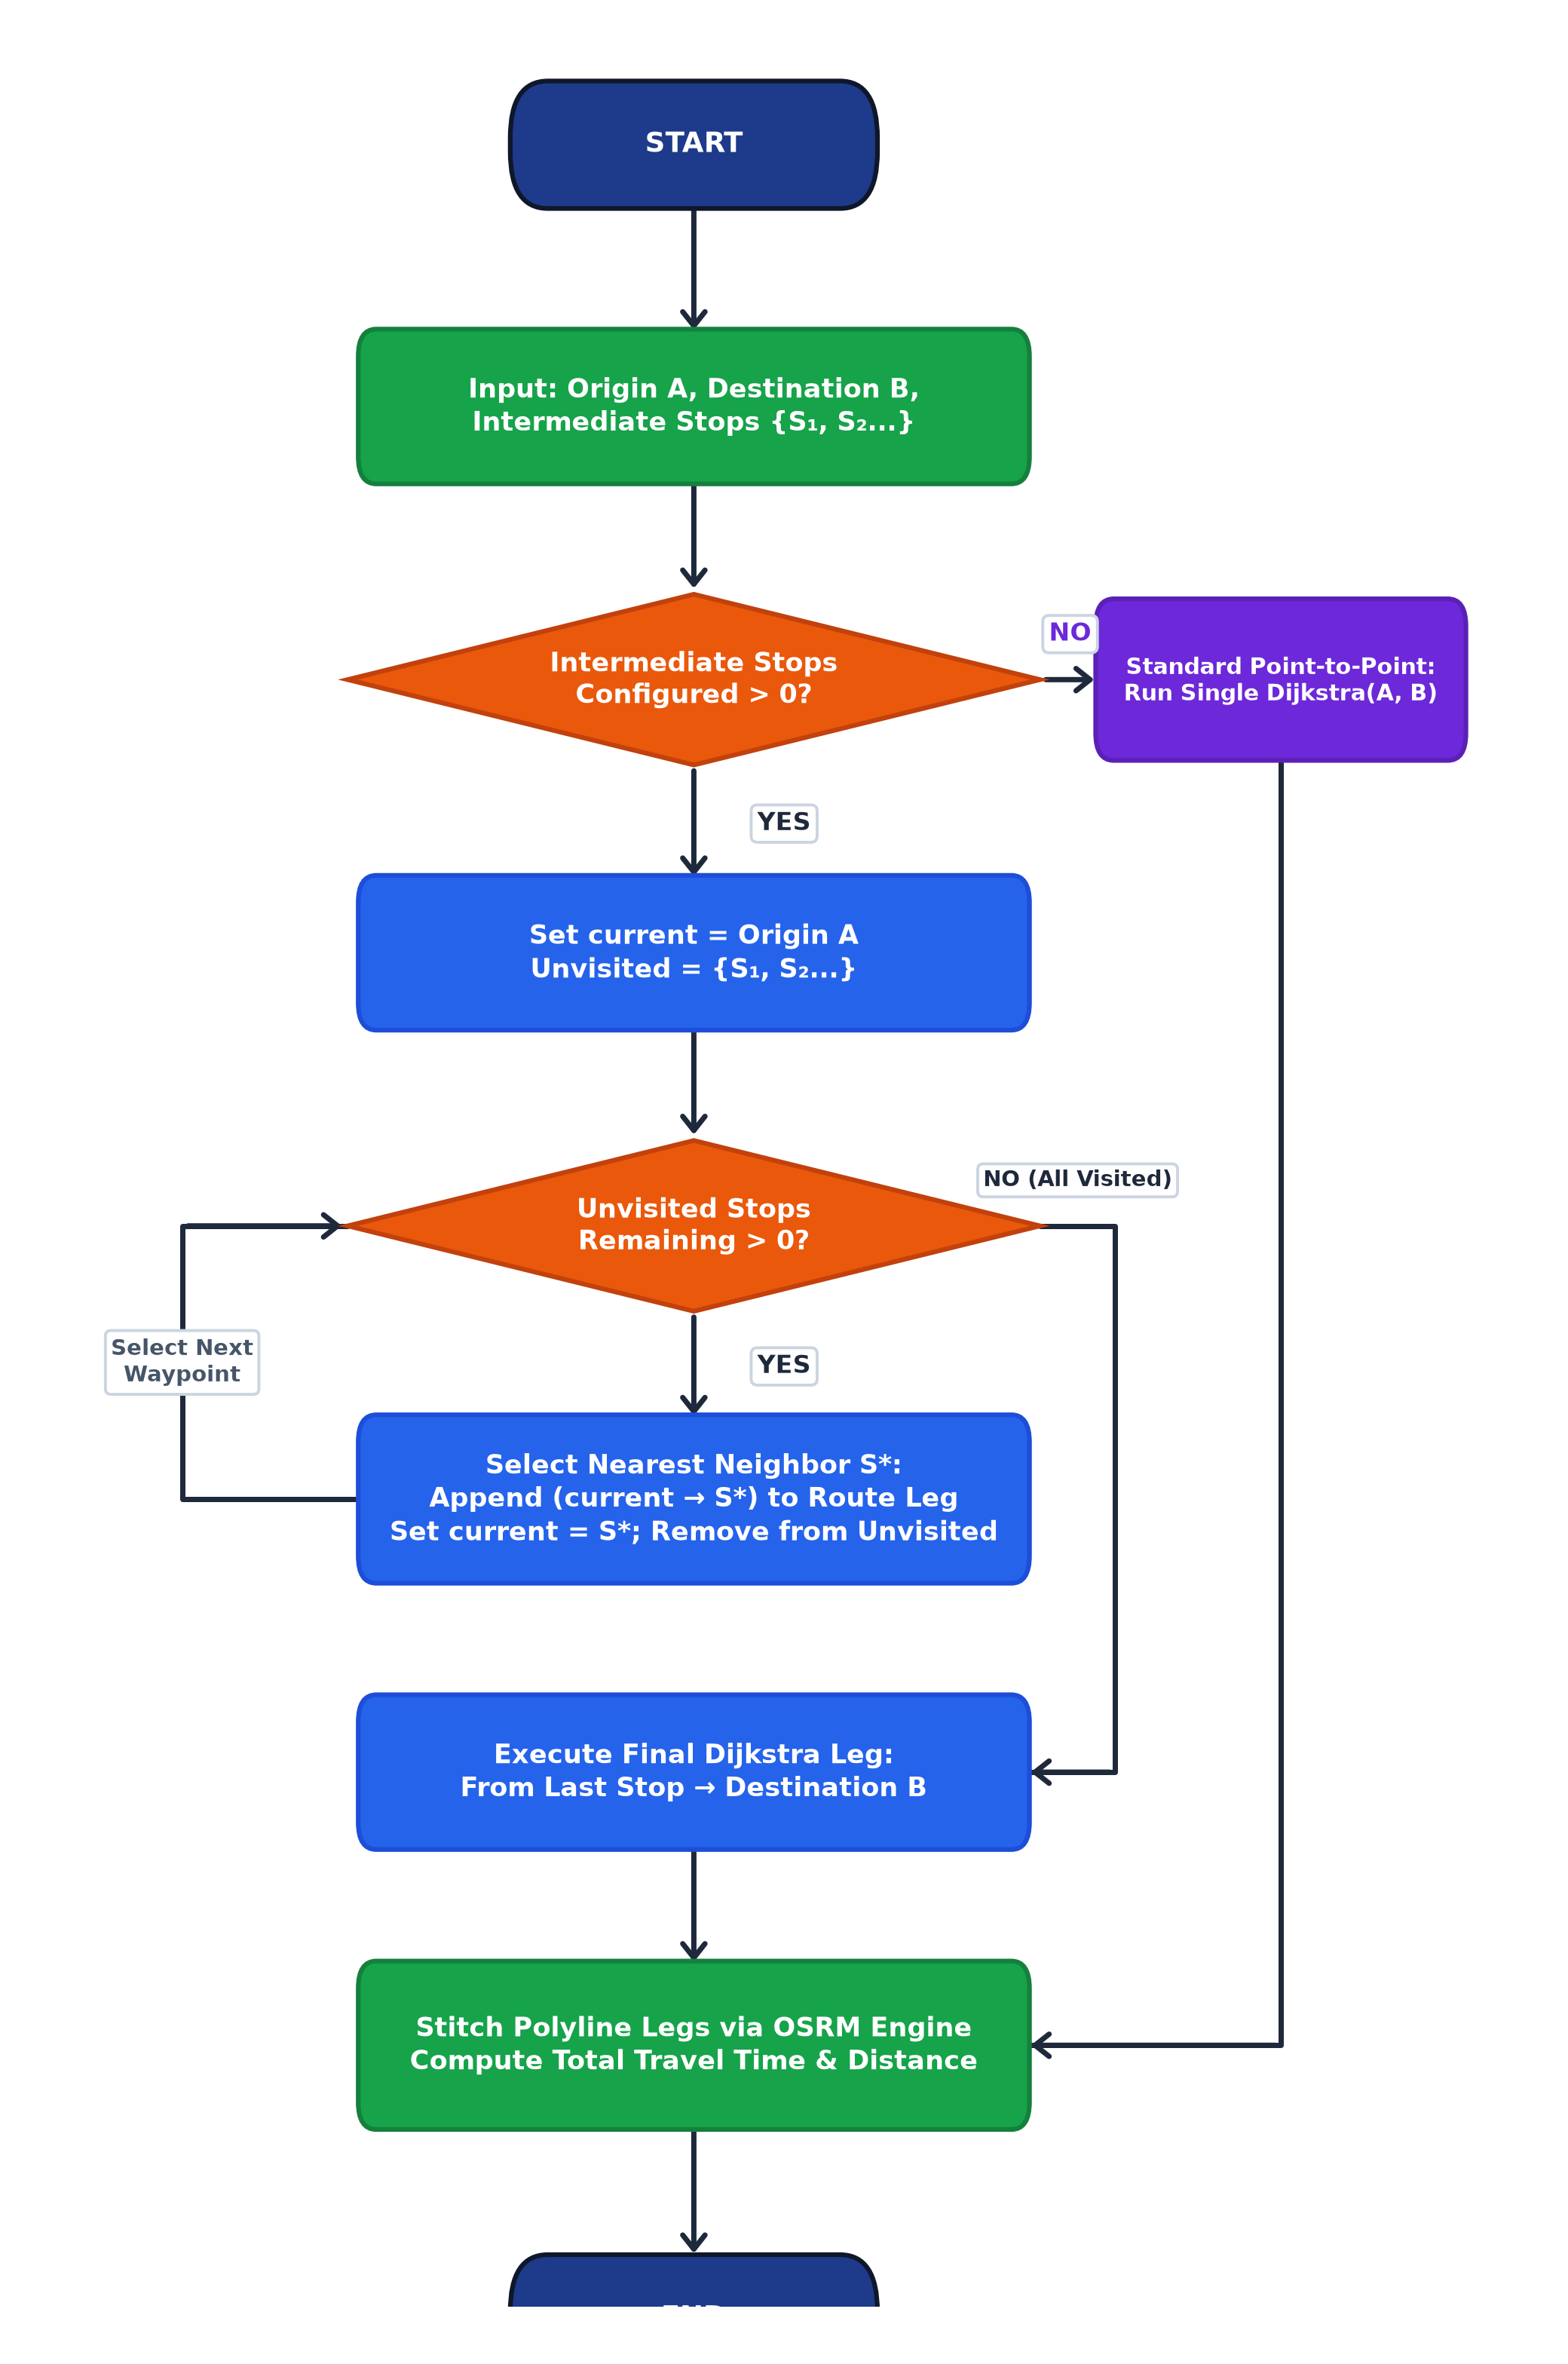 START
Input: Origin A, Destination B,
Intermediate Stops {S₁, S₂...}
Intermediate Stops
Configured > 0?
NO
Standard Point-to-Point:
Run Single Dijkstra(A, B)
YES
Set current = Origin A
Unvisited = {S₁, S₂...}
Unvisited Stops
Remaining > 0?
NO (All Visited)
Select Next
Waypoint
YES
Select Nearest Neighbor S*:
Append (current → S*) to Route Leg
Set current = S*; Remove from Unvisited
Execute Final Dijkstra Leg:
From Last Stop → Destination B
Stitch Polyline Legs via OSRM Engine
Compute Total Travel Time & Distance